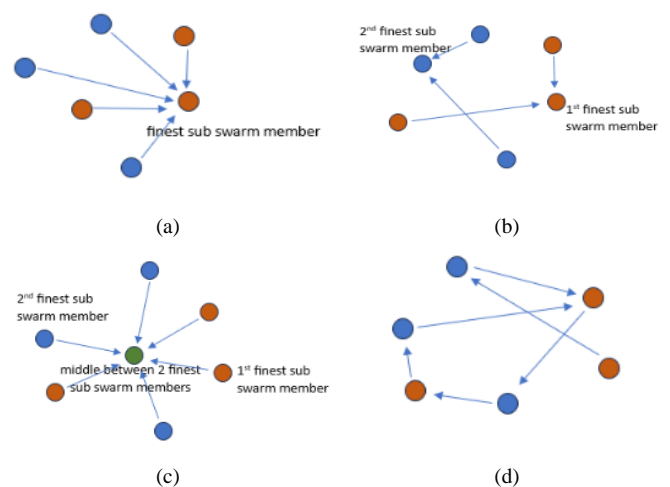 finest sub swarm member
(a)
2nd finest sub
swarm member
1st finest sub
swarm member
(b)
2nd finest sub
swarm member
middle between 2 finest
sub swarm members
1st finest sub
swarm member
(c)
(d)